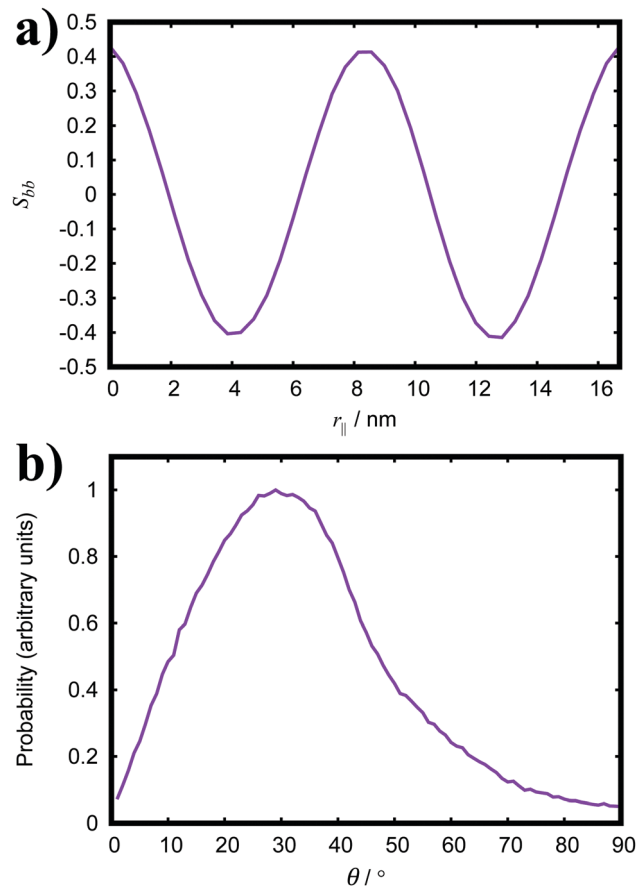 a)
0.5
0.4
0.3
0.2
0.1
0
-0.1
-0.2
-0.3
-0.4
-0.5
S_bb
0 2 4 6 8 10 12 14 16
r_|| / nm
b)
1
0.8
0.6
0.4
0.2
0
Probability (arbitrary units)
0 10 20 30 40 50 60 70 80 90
θ / °